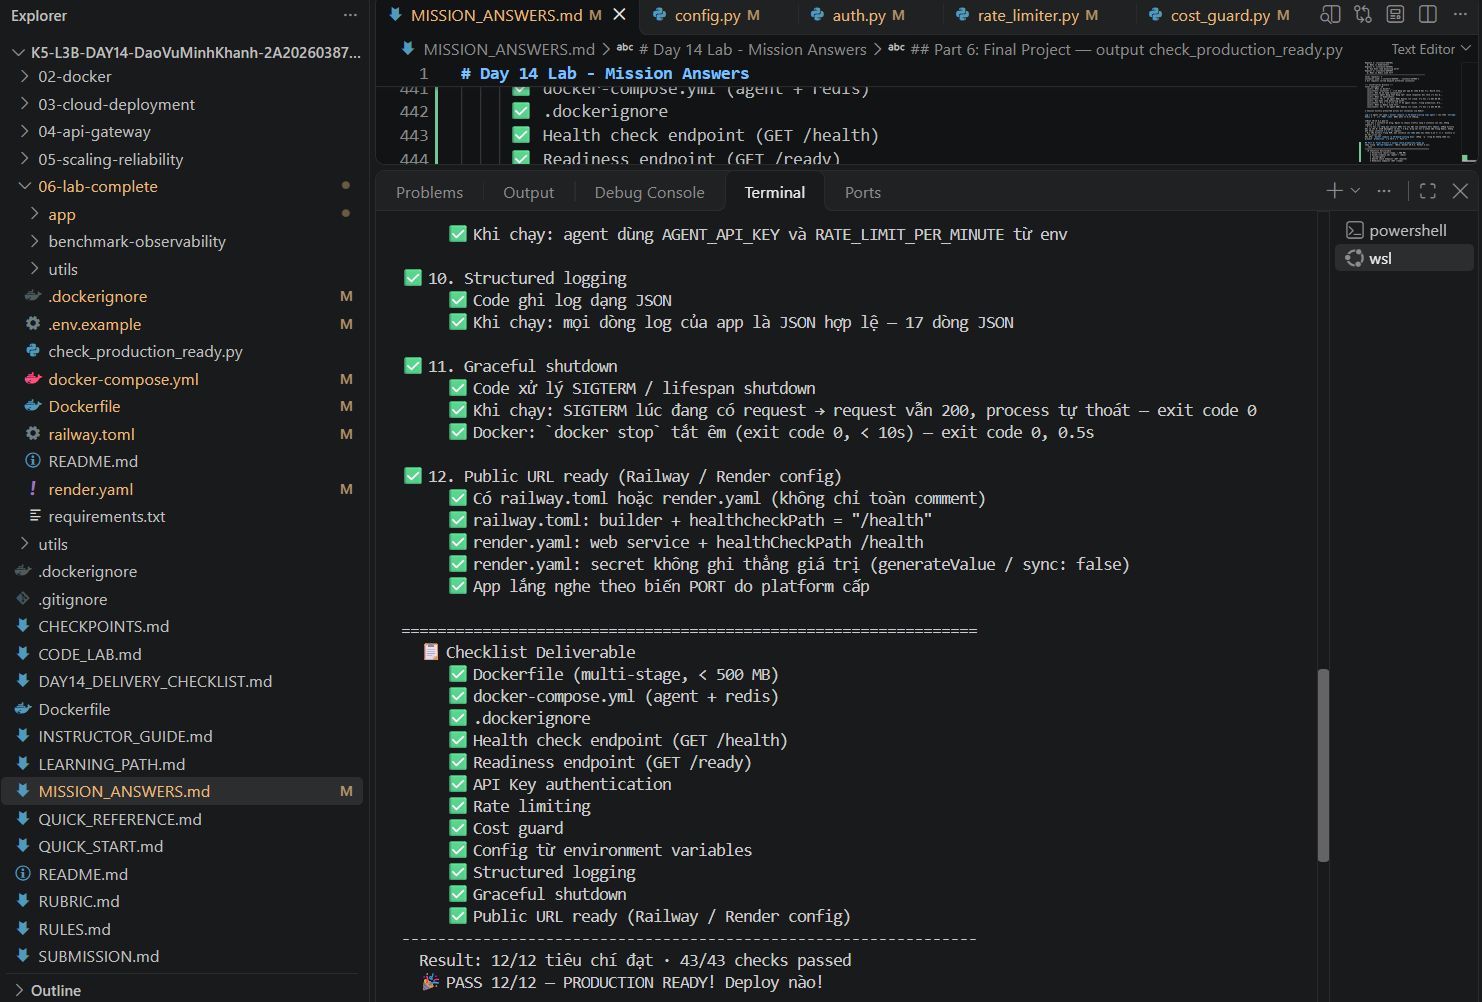 Explorer
K5-L3B-DAY14-DaoVuMinhKhanh-2A20260387...
02-docker
03-cloud-deployment
04-api-gateway
05-scaling-reliability
06-lab-complete
app
benchmark-observability
utils
.dockerignore M
.env.example M
check_production_ready.py
docker-compose.yml M
Dockerfile M
railway.toml M
README.md
render.yaml M
requirements.txt
utils
.dockerignore
.gitignore
CHECKPOINTS.md
CODE_LAB.md
DAY14_DELIVERY_CHECKLIST.md
Dockerfile
INSTRUCTOR_GUIDE.md
LEARNING_PATH.md
MISSION_ANSWERS.md M
QUICK_REFERENCE.md
QUICK_START.md
README.md
RUBRIC.md
RULES.md
SUBMISSION.md
Outline
MISSION_ANSWERS.md M config.py M auth.py M rate_limiter.py M cost_guard.py M
MISSION_ANSWERS.md > abc # Day 14 Lab - Mission Answers > abc ## Part 6: Final Project — output check_production_ready.py Text Editor
1 # Day 14 Lab - Mission Answers
441 ✅ docker-compose.yml (agent + redis)
442 ✅ .dockerignore
443 ✅ Health check endpoint (GET /health)
444 ✅ Readiness endpoint (GET /ready)
Problems Output Debug Console Terminal Ports
powershell
wsl
✅ Khi chạy: agent dùng AGENT_API_KEY và RATE_LIMIT_PER_MINUTE từ env
✅ 10. Structured logging
✅ Code ghi log dạng JSON
✅ Khi chạy: mọi dòng log của app là JSON hợp lệ — 17 dòng JSON
✅ 11. Graceful shutdown
✅ Code xử lý SIGTERM / lifespan shutdown
✅ Khi chạy: SIGTERM lúc đang có request → request vẫn 200, process tự thoát — exit code 0
✅ Docker: `docker stop` tắt êm (exit code 0, < 10s) — exit code 0, 0.5s
✅ 12. Public URL ready (Railway / Render config)
✅ Có railway.toml hoặc render.yaml (không chỉ toàn comment)
✅ railway.toml: builder + healthcheckPath = "/health"
✅ render.yaml: web service + healthCheckPath /health
✅ render.yaml: secret không ghi thẳng giá trị (generateValue / sync: false)
✅ App lắng nghe theo biến PORT do platform cấp
================================================================
📋 Checklist Deliverable
✅ Dockerfile (multi-stage, < 500 MB)
✅ docker-compose.yml (agent + redis)
✅ .dockerignore
✅ Health check endpoint (GET /health)
✅ Readiness endpoint (GET /ready)
✅ API Key authentication
✅ Rate limiting
✅ Cost guard
✅ Config từ environment variables
✅ Structured logging
✅ Graceful shutdown
✅ Public URL ready (Railway / Render config)
----------------------------------------------------------------
Result: 12/12 tiêu chí đạt · 43/43 checks passed
🎉 PASS 12/12 — PRODUCTION READY! Deploy nào!